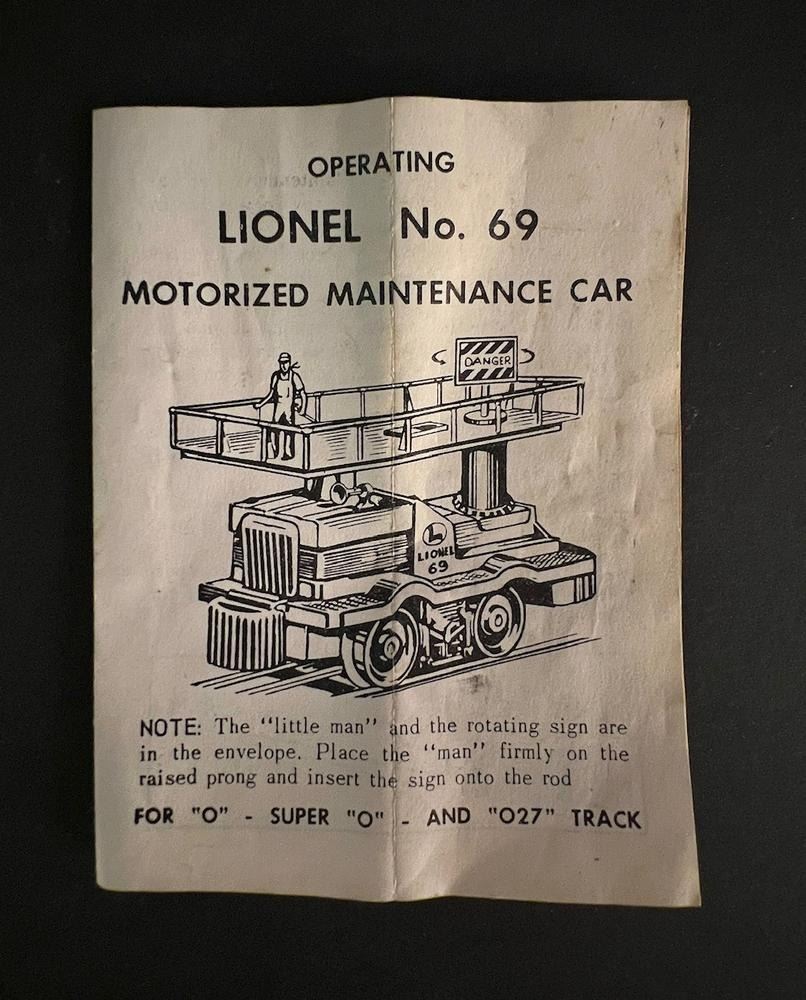 OPERATING
LIONEL No. 69
MOTORIZED MAINTENANCE CAR
DANGER
L
LIONEL
69
NOTE: The "little man" and the rotating sign are
in the envelope. Place the "man" firmly on the
raised prong and insert the sign onto the rod
FOR "O" - SUPER "O" - AND "O27" TRACK